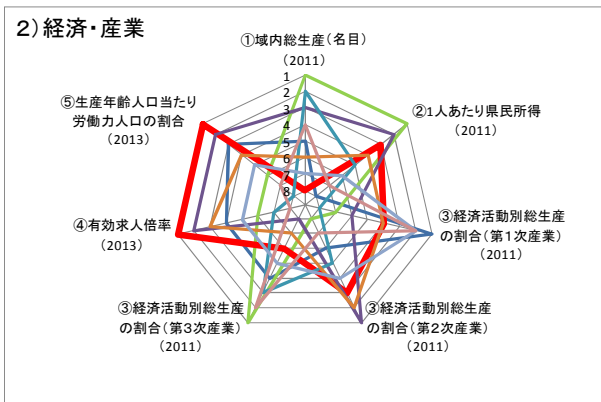 2)経済・産業
①域内総生産(名目)
(2011)
1
2
3
4
5
6
7
8
②1人あたり県民所得
(2011)
③経済活動別総生産
の割合(第1次産業)
(2011)
③経済活動別総生産
の割合(第2次産業)
(2011)
③経済活動別総生産
の割合(第3次産業)
(2011)
④有効求人倍率
(2013)
⑤生産年齢人口当たり
労働力人口の割合
(2013)